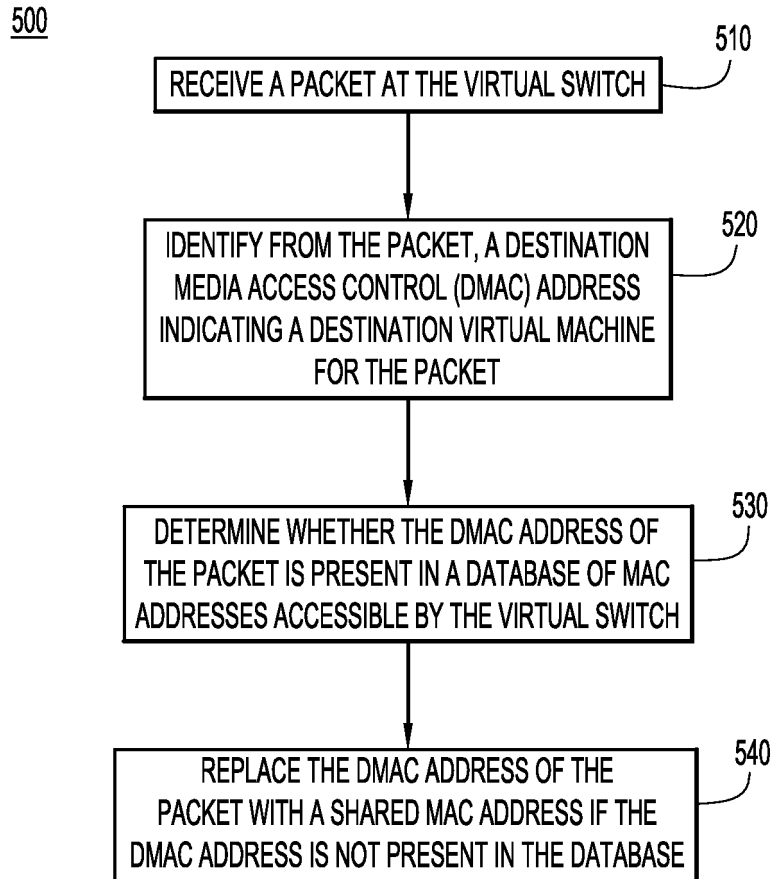 500
510
RECEIVE A PACKET AT THE VIRTUAL SWITCH
520
IDENTIFY FROM THE PACKET, A DESTINATION
MEDIA ACCESS CONTROL (DMAC) ADDRESS
INDICATING A DESTINATION VIRTUAL MACHINE
FOR THE PACKET
530
DETERMINE WHETHER THE DMAC ADDRESS OF
THE PACKET IS PRESENT IN A DATABASE OF MAC
ADDRESSES ACCESSIBLE BY THE VIRTUAL SWITCH
540
REPLACE THE DMAC ADDRESS OF THE
PACKET WITH A SHARED MAC ADDRESS IF THE
DMAC ADDRESS IS NOT PRESENT IN THE DATABASE